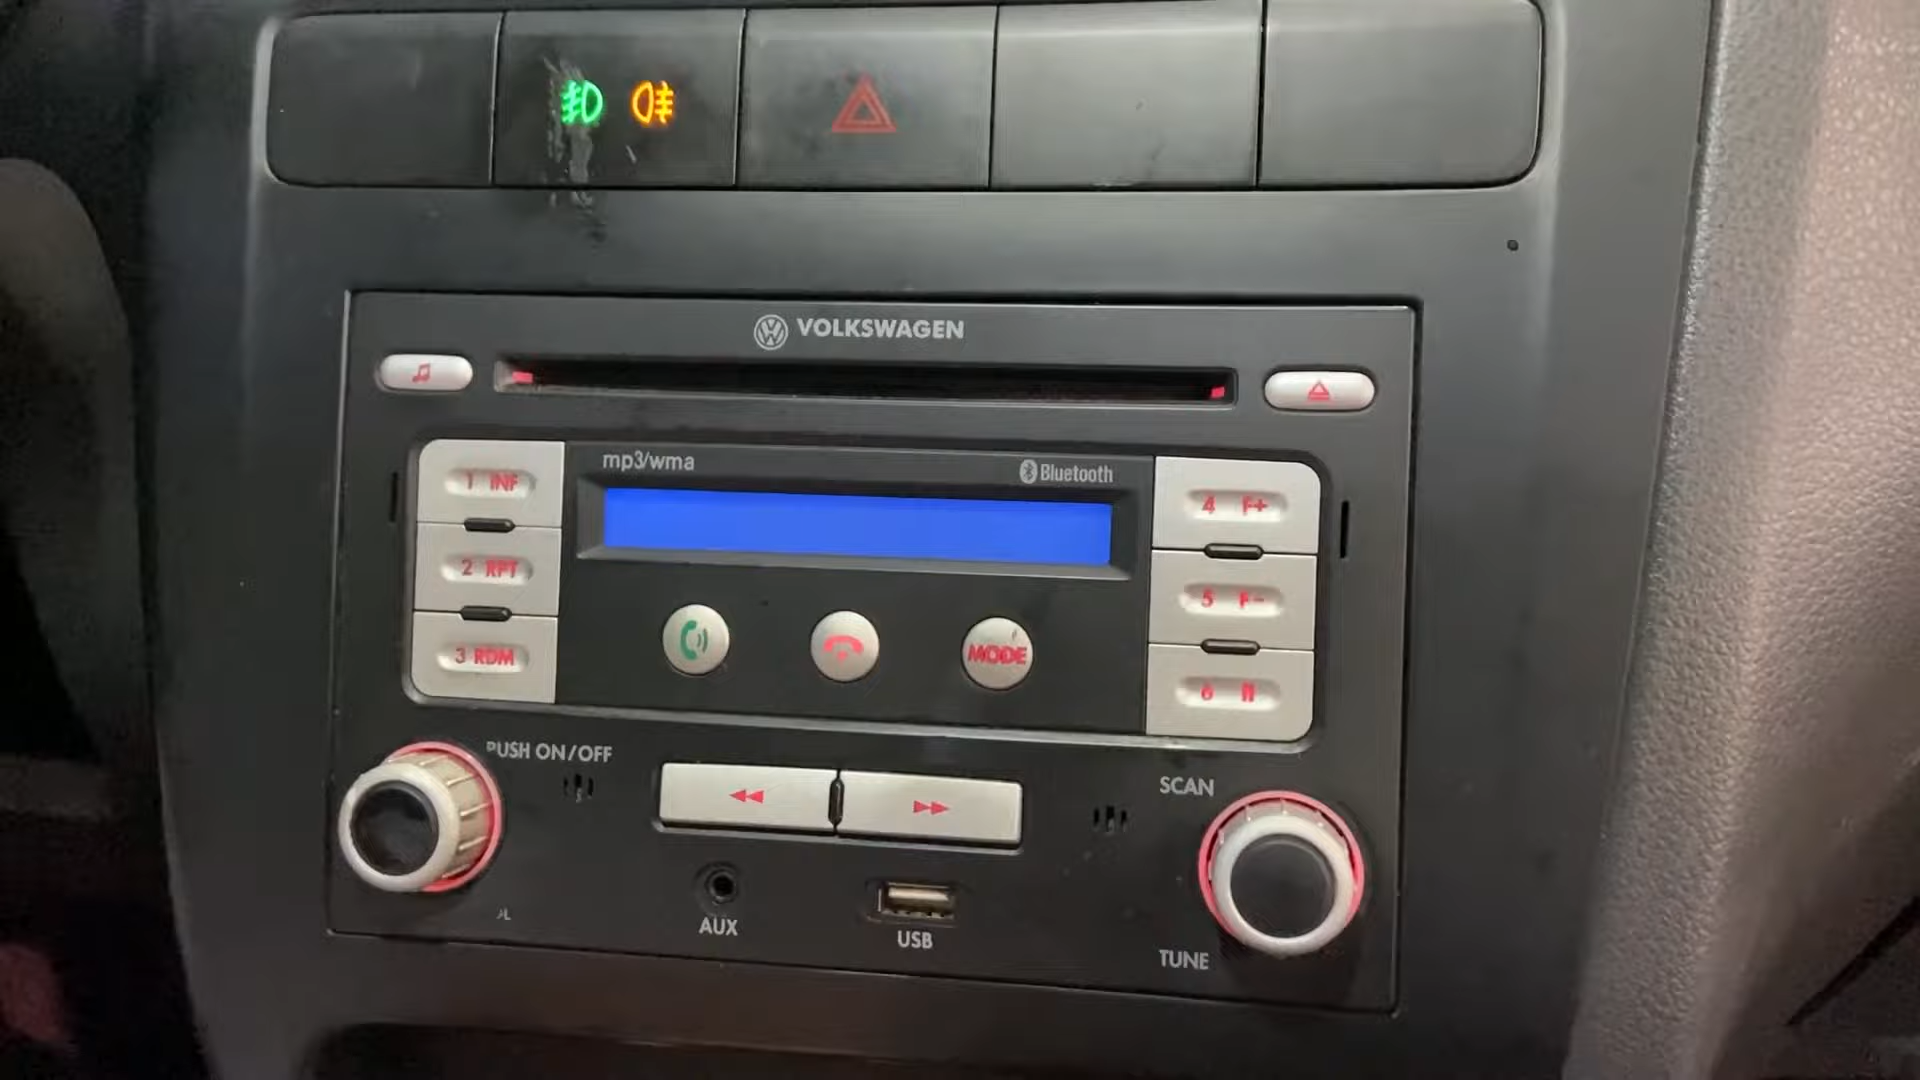 VOLKSWAGEN
mp3/wma
Bluetooth
1 INF
4 F+
2 RPT
5 F-
3 RDM
MODE
6
PUSH ON/OFF
SCAN
AUX
USB
TUNE